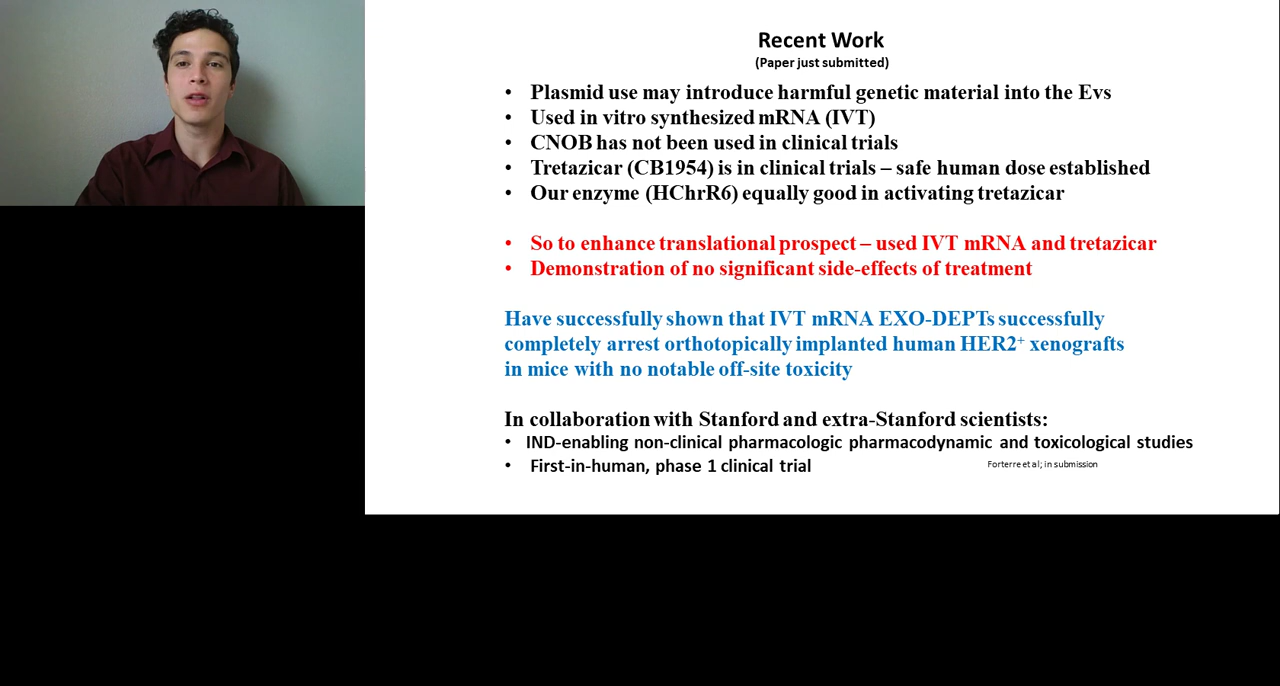 Recent Work
(Paper just submitted)
• Plasmid use may introduce harmful genetic material into the Evs
• Used in vitro synthesized mRNA (IVT)
• CNOB has not been used in clinical trials
• Tretazicar (CB1954) is in clinical trials – safe human dose established
• Our enzyme (HChrR6) equally good in activating tretazicar
• So to enhance translational prospect – used IVT mRNA and tretazicar
• Demonstration of no significant side-effects of treatment
Have successfully shown that IVT mRNA EXO-DEPTs successfully
completely arrest orthotopically implanted human HER2⁺ xenografts
in mice with no notable off-site toxicity
In collaboration with Stanford and extra-Stanford scientists:
• IND-enabling non-clinical pharmacologic pharmacodynamic and toxicological studies
• First-in-human, phase 1 clinical trial
Forterre et al; in submission